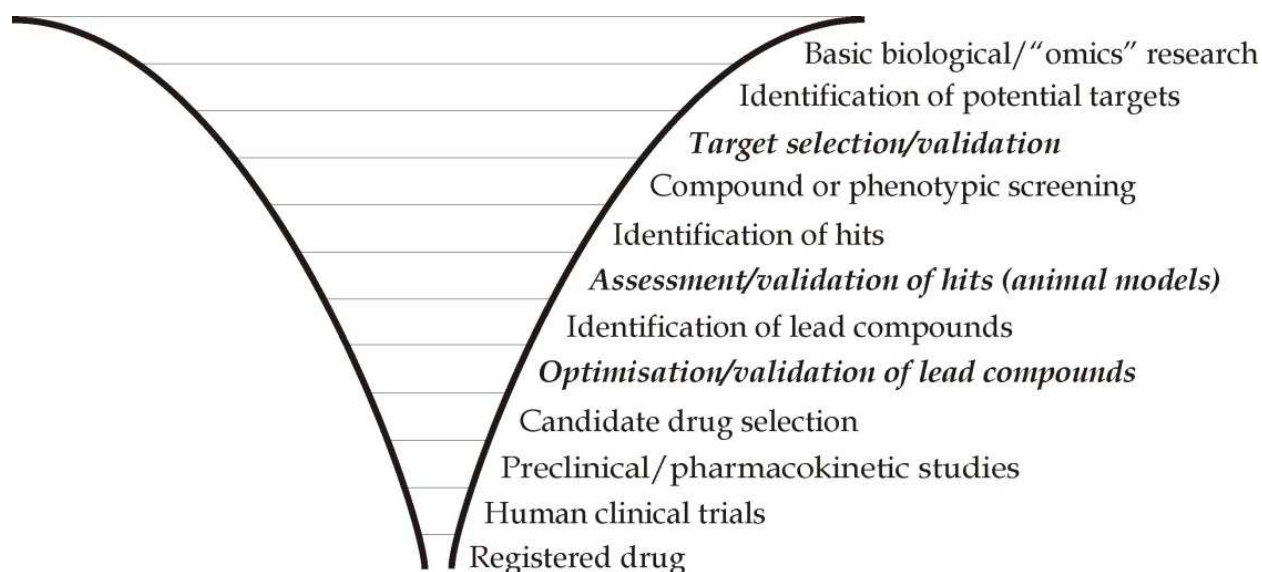 Basic biological/“omics” research
Identification of potential targets
Target selection/validation
Compound or phenotypic screening
Identification of hits
Assessment/validation of hits (animal models)
Identification of lead compounds
Optimisation/validation of lead compounds
Candidate drug selection
Preclinical/pharmacokinetic studies
Human clinical trials
Registered drug